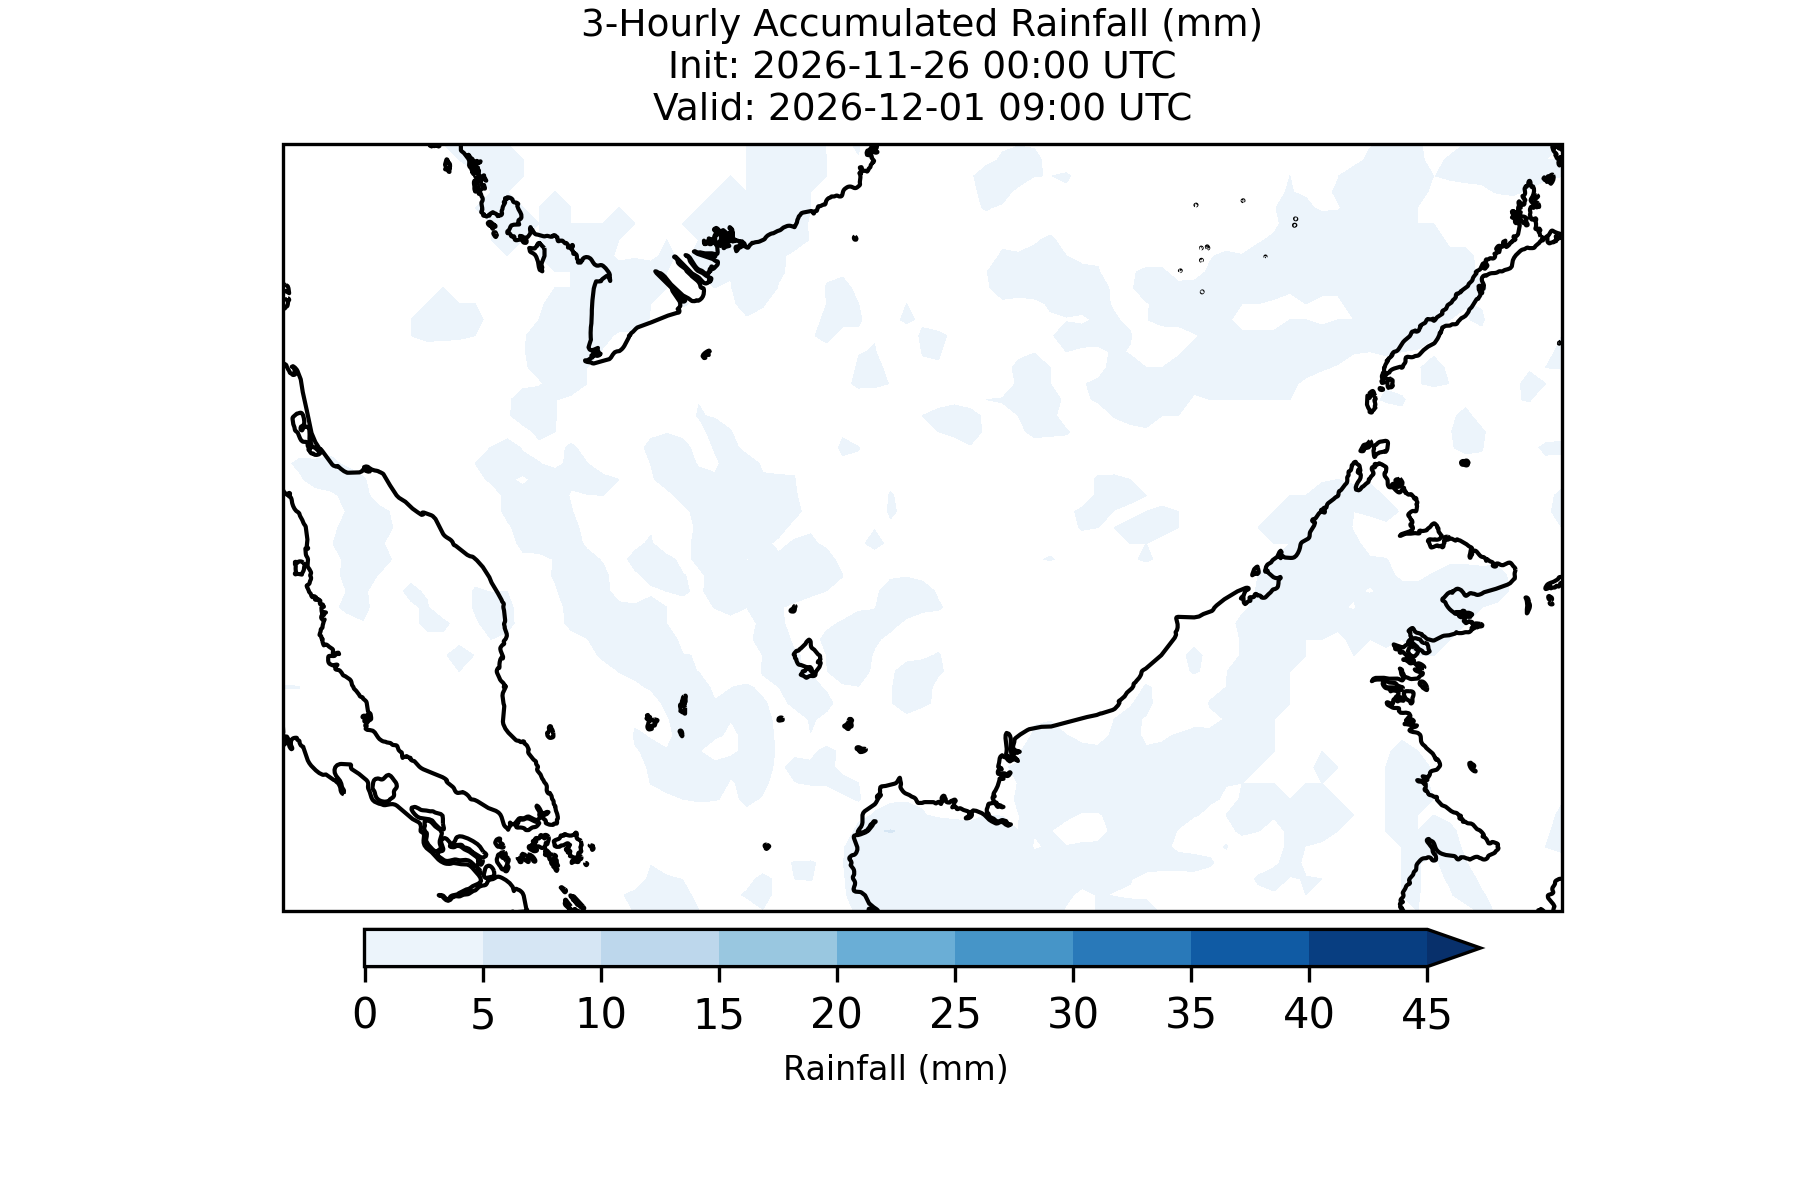 3-Hourly Accumulated Rainfall (mm)
Init: 2026-11-26 00:00 UTC
Valid: 2026-12-01 09:00 UTC
0 5 10 15 20 25 30 35 40 45
Rainfall (mm)